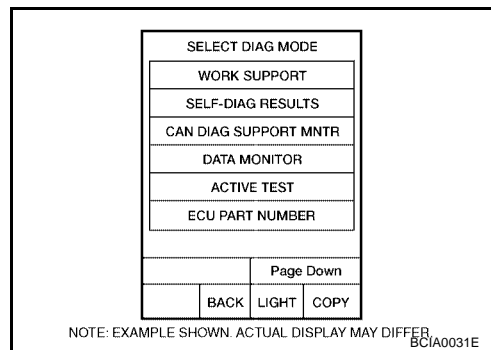 SELECT DIAG MODE
WORK SUPPORT
SELF-DIAG RESULTS
CAN DIAG SUPPORT MNTR
DATA MONITOR
ACTIVE TEST
ECU PART NUMBER
Page Down
BACK LIGHT COPY
NOTE: EXAMPLE SHOWN. ACTUAL DISPLAY MAY DIFFER.
BCIA0031E